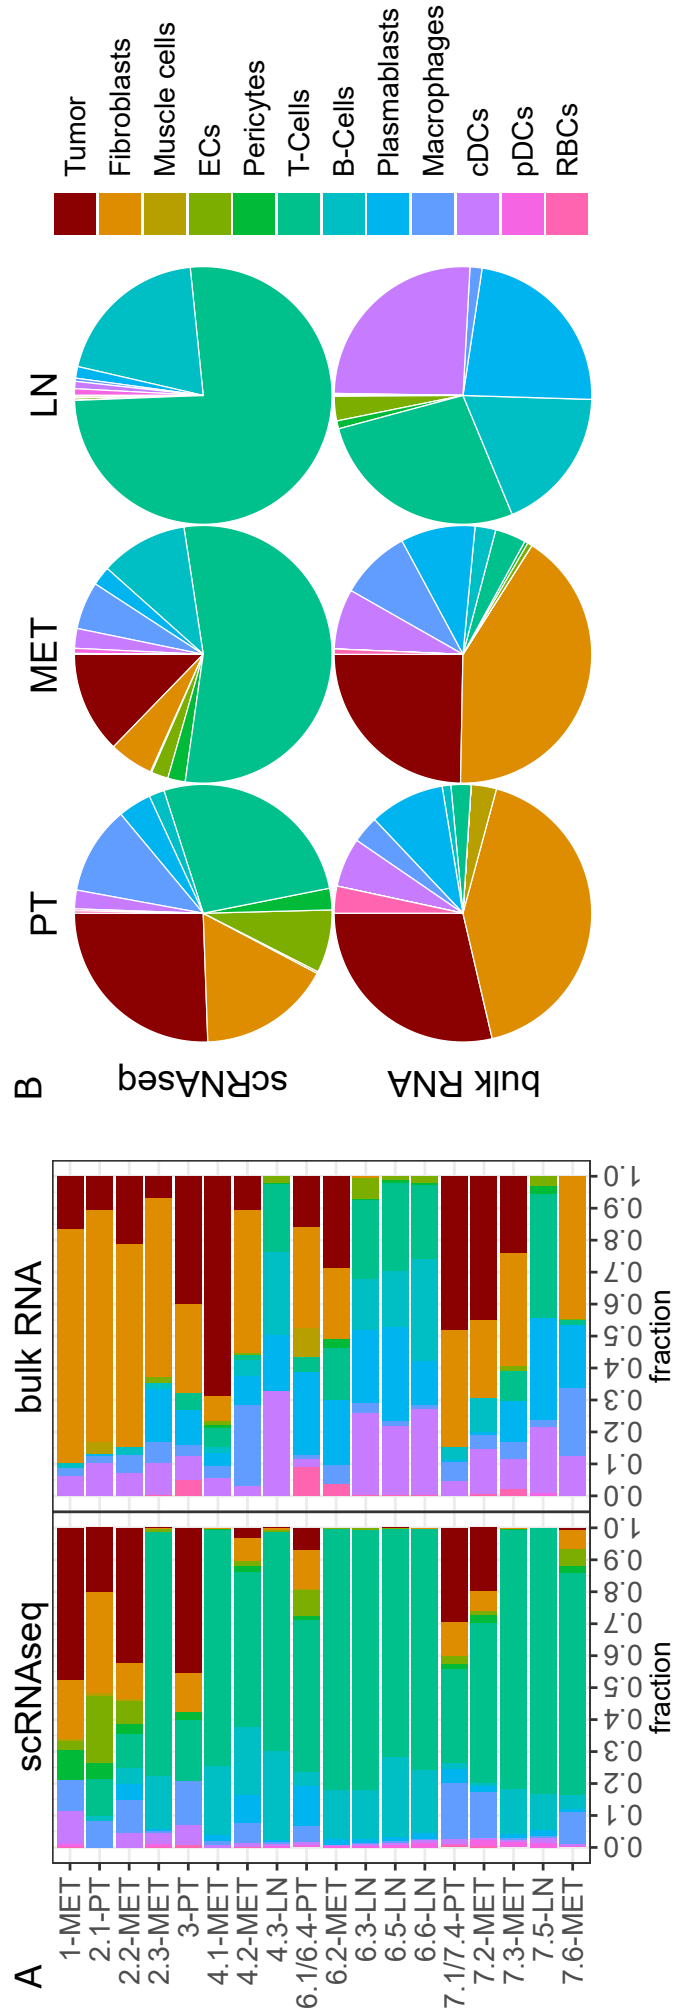 A
scRNAseq
bulk RNA
1-MET
2.1-PT
2.2-MET
2.3-MET
3-PT
4.1-MET
4.2-MET
4.3-LN
6.1/6.4-PT
6.2-MET
6.3-LN
6.5-LN
6.6-LN
7.1/7.4-PT
7.2-MET
7.3-MET
7.5-LN
7.6-MET
0.0 0.1 0.2 0.3 0.4 0.5 0.6 0.7 0.8 0.9 1.0
0.0 0.1 0.2 0.3 0.4 0.5 0.6 0.7 0.8 0.9 1.0
fraction
fraction
B
PT
MET
LN
scRNAseq
bulk RNA
Tumor
Fibroblasts
Muscle cells
ECs
Pericytes
T-Cells
B-Cells
Plasmablasts
Macrophages
cDCs
pDCs
RBCs